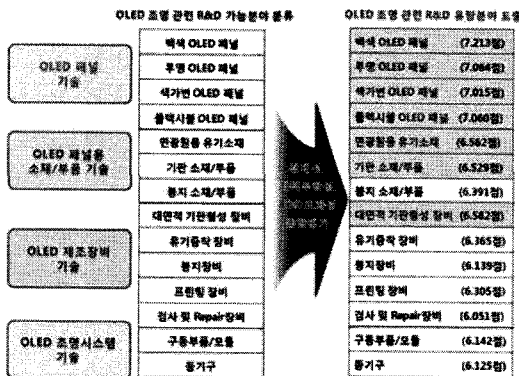 OLED 조명 관련 R&D 가능분야 분류
OLED 조명 관련 R&D 유망분야 도출
OLED 패널
기술
OLED 패널용
소재/부품 기술
OLED 제조장비
기술
OLED 조명시스템
기술
백색 OLED 패널
투명 OLED 패널
색가변 OLED 패널
플렉시블 OLED 패널
면광원용 유기소재
기판 소재/부품
봉지 소재/부품
대면적 기판형성 장비
유기증착 장비
봉지장비
프린팅 장비
검사 및 Repair장비
구동부품/모듈
등기구
백색 OLED 패널 (7.213점)
투명 OLED 패널 (7.064점)
색가변 OLED 패널 (7.015점)
플렉시블 OLED 패널 (7.060점)
면광원용 유기소재 (6.562점)
기판 소재/부품 (6.529점)
봉지 소재/부품 (6.391점)
대면적 기판형성 장비 (6.582점)
유기증착 장비 (6.365점)
봉지장비 (6.139점)
프린팅 장비 (6.305점)
검사 및 Repair장비 (6.051점)
구동부품/모듈 (6.142점)
등기구 (6.125점)